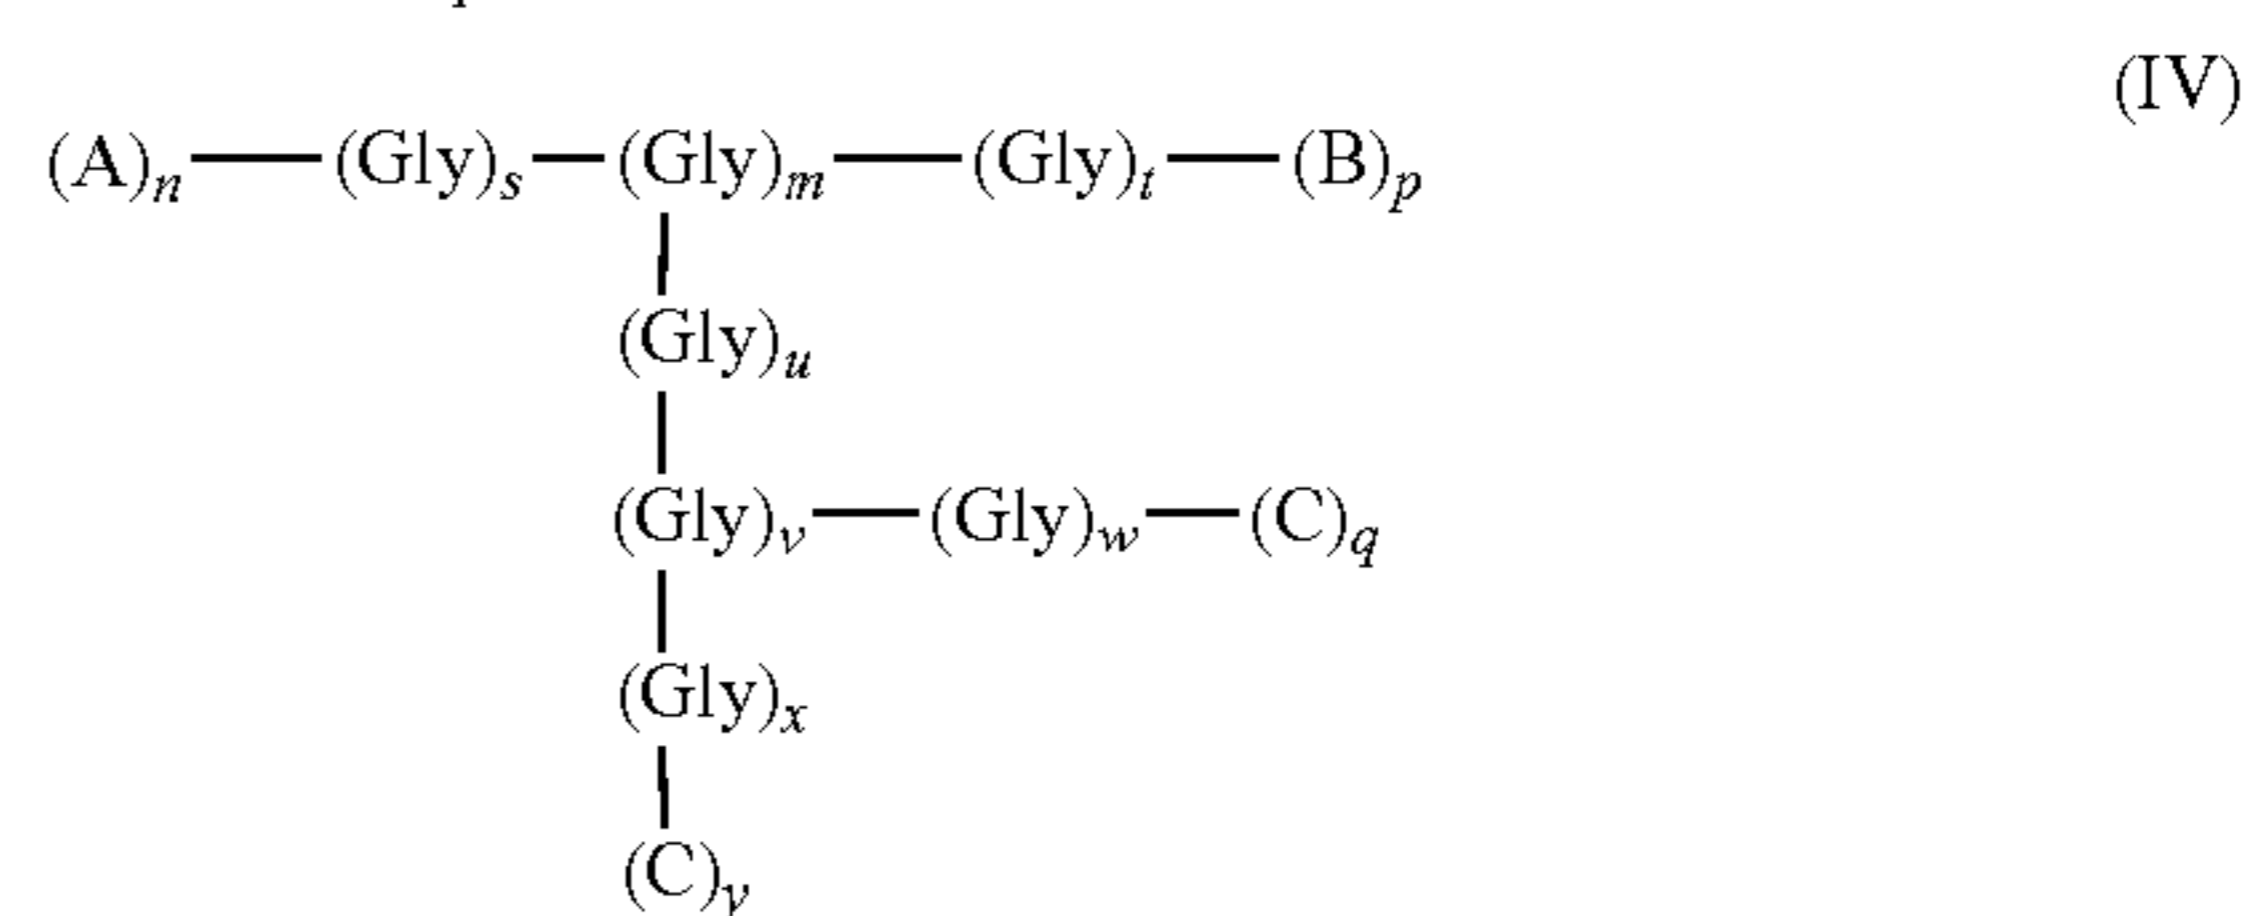 (IV)
(A)n—(Gly)s—(Gly)m—(Gly)t—(B)p
(Gly)u
(Gly)v—(Gly)w—(C)q
(Gly)x
(C)y